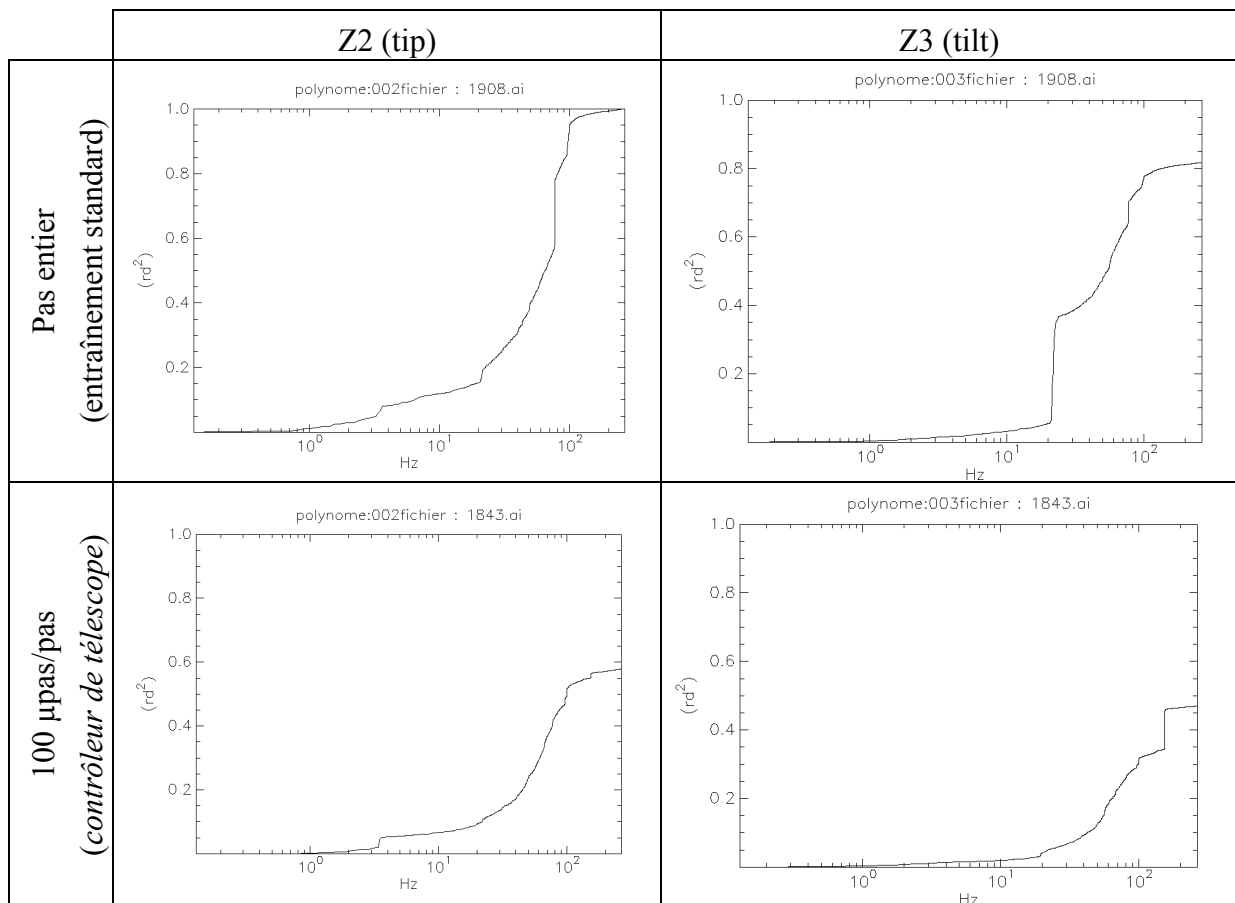 Z2 (tip)
Z3 (tilt)
Pas entier
(entraînement standard)
polynome:002fichier : 1908.ai
1.0
0.8
0.6
0.4
0.2
(rd²)
10⁰
10¹
10²
Hz
polynome:003fichier : 1908.ai
1.0
0.8
0.6
0.4
0.2
(rd²)
10⁰
10¹
10²
Hz
100 µpas/pas
(contrôleur de télescope)
polynome:002fichier : 1843.ai
1.0
0.8
0.6
0.4
0.2
(rd²)
10⁰
10¹
10²
Hz
polynome:003fichier : 1843.ai
1.0
0.8
0.6
0.4
0.2
(rd²)
10⁰
10¹
10²
Hz